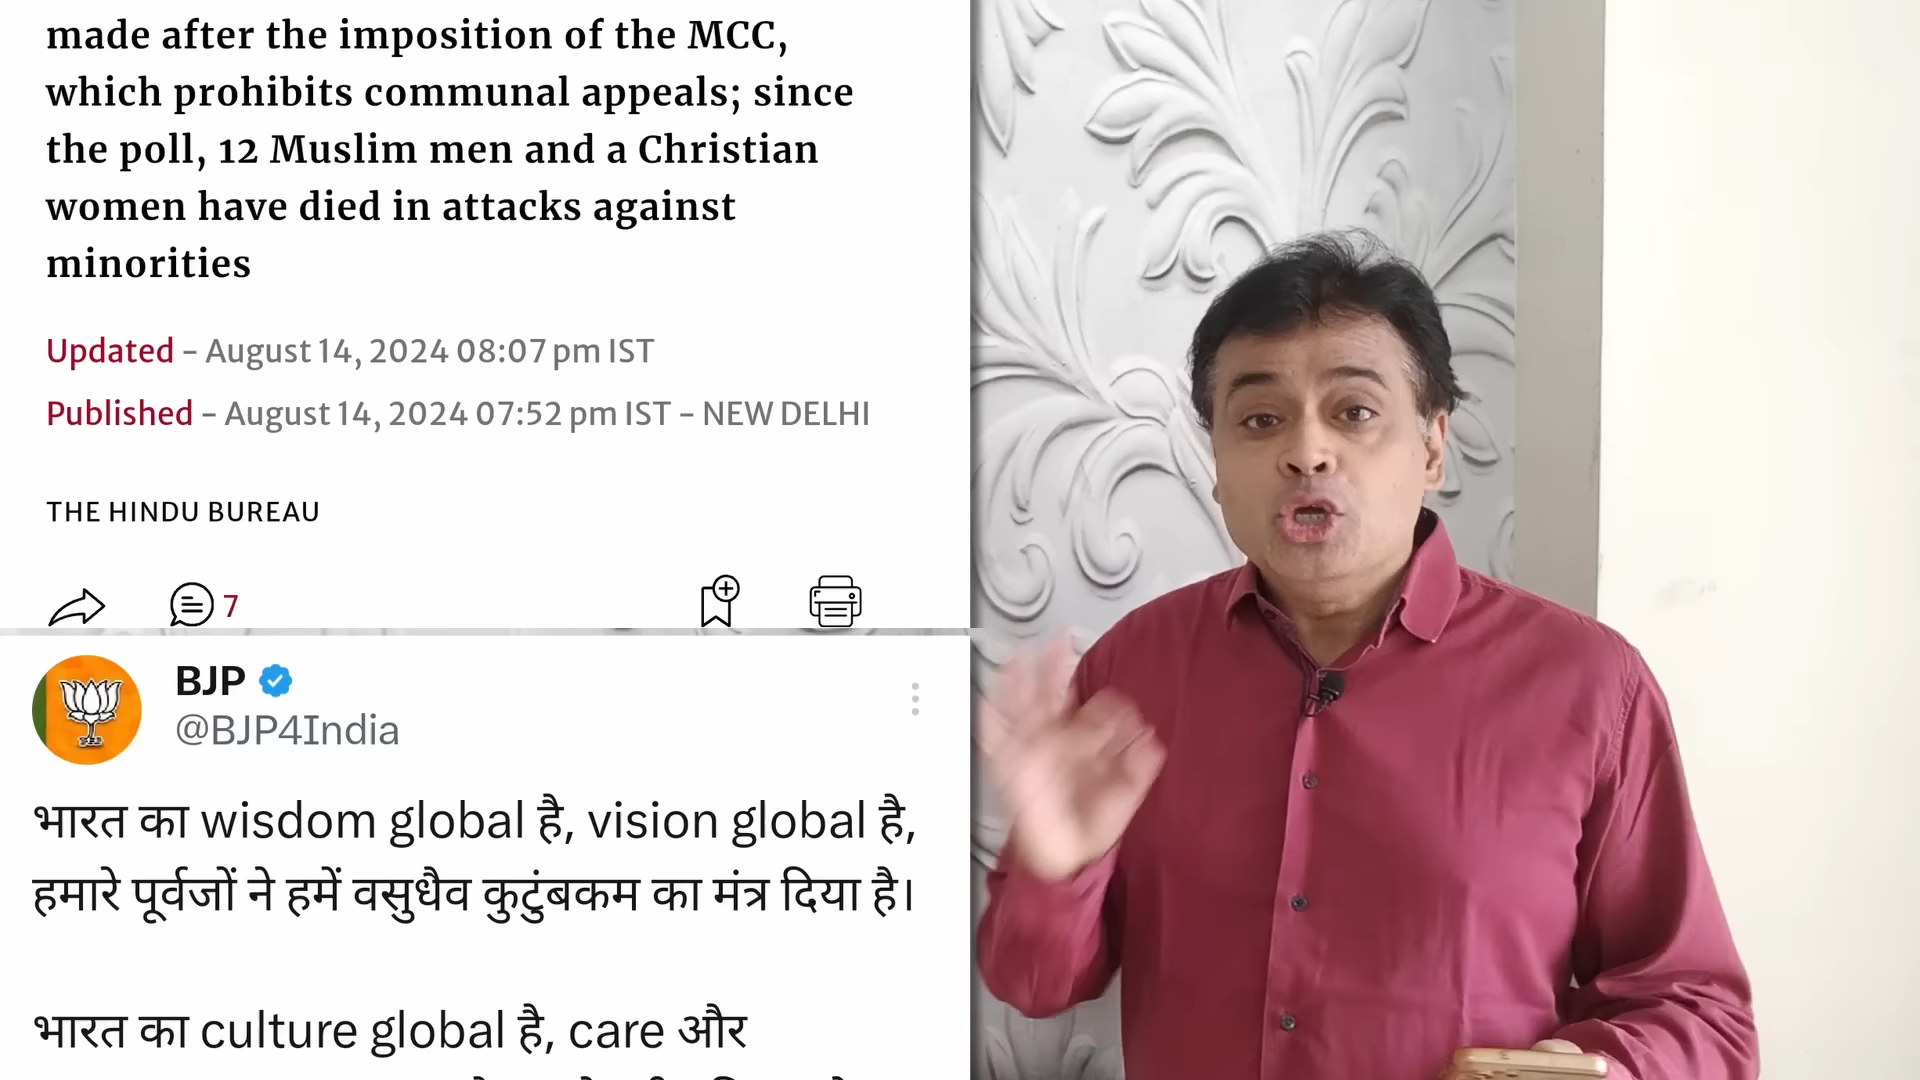 made after the imposition of the MCC,
which prohibits communal appeals; since
the poll, 12 Muslim men and a Christian
women have died in attacks against
minorities
Updated - August 14, 2024 08:07 pm IST
Published - August 14, 2024 07:52 pm IST - NEW DELHI
THE HINDU BUREAU
7
BJP
@BJP4India
भारत का wisdom global है, vision global है,
हमारे पूर्वजों ने हमें वसुधैव कुटुंबकम का मंत्र दिया है।
भारत का culture global है, care और